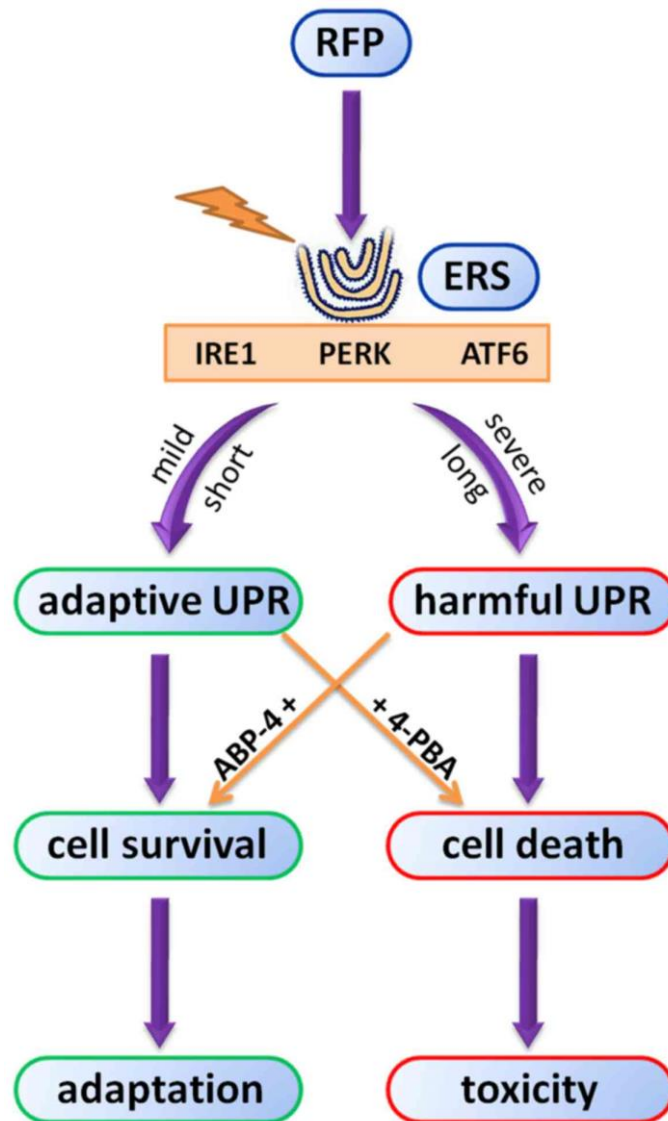 RFP
ERS
IRE1 PERK ATF6
mild
short
severe
long
adaptive UPR
harmful UPR
ABP-4 +
+ 4-PBA
cell survival
cell death
adaptation
toxicity